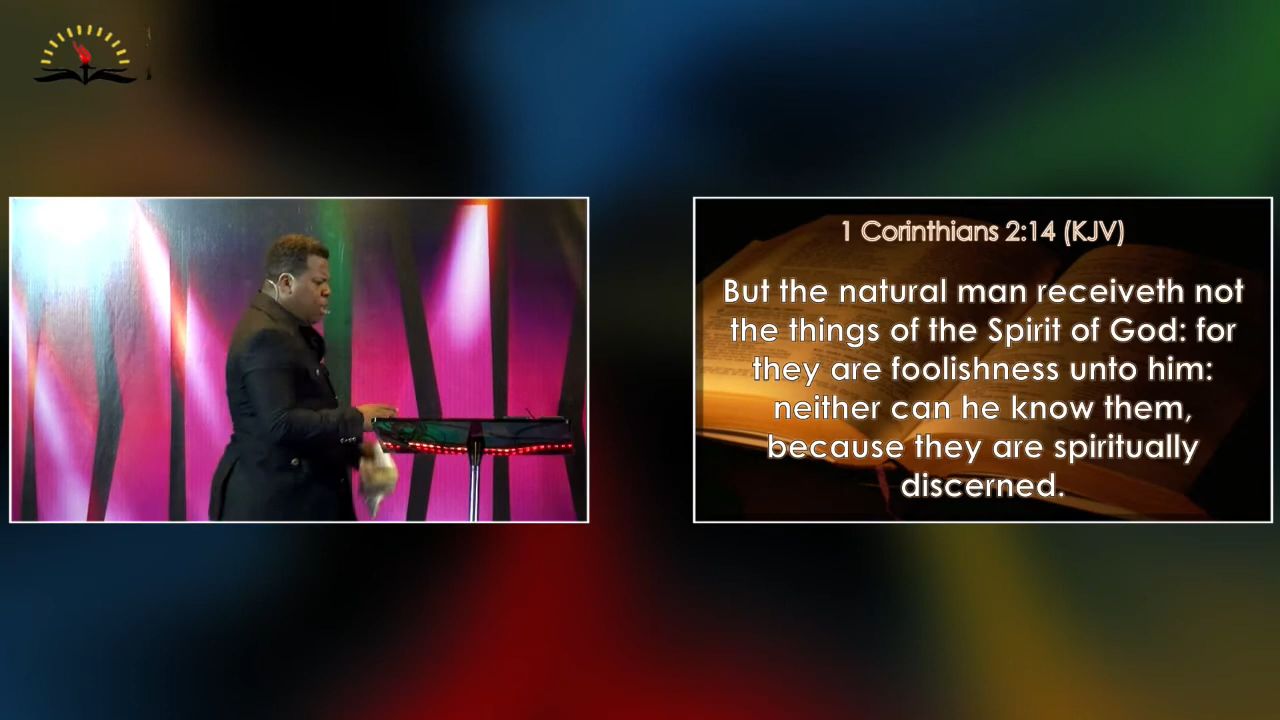 1 Corinthians 2:14 (KJV)
But the natural man receiveth not
the things of the Spirit of God: for
they are foolishness unto him:
neither can he know them,
because they are spiritually
discerned.